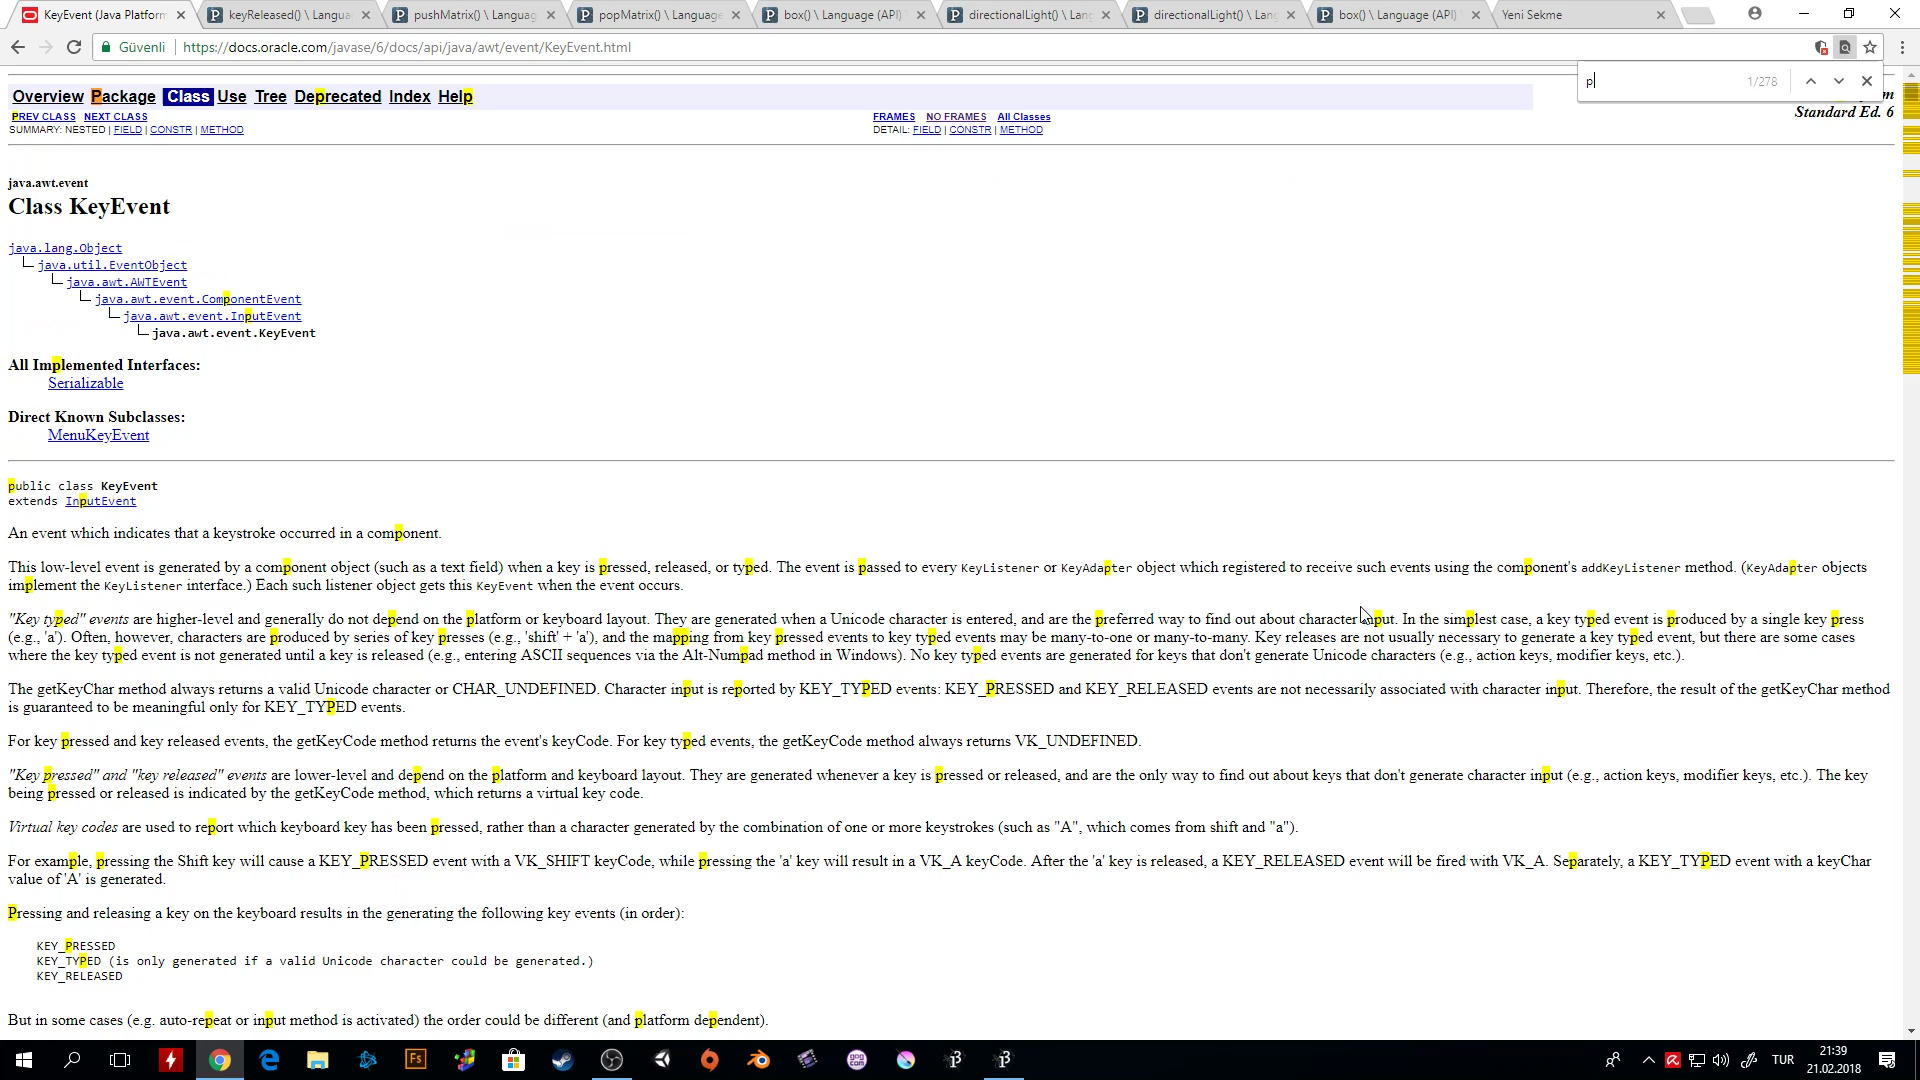 KeyEvent (Java Platform
keyReleased() \ Langua
pushMatrix() \ Languag
popMatrix() \ Language
box() \ Language (API)
directionalLight() \ Lan
directionalLight() \ Lan
box() \ Language (API)
Yeni Sekme
Güvenli
https://docs.oracle.com/javase/6/docs/api/java/awt/event/KeyEvent.html
p
1/278
Overview Package Class Use Tree Deprecated Index Help
m
Standard Ed. 6
PREV CLASS NEXT CLASS
FRAMES NO FRAMES All Classes
SUMMARY: NESTED | FIELD | CONSTR | METHOD
DETAIL: FIELD | CONSTR | METHOD
java.awt.event
Class KeyEvent
java.lang.Object
java.util.EventObject
java.awt.AWTEvent
java.awt.event.ComponentEvent
java.awt.event.InputEvent
java.awt.event.KeyEvent
All Implemented Interfaces:
Serializable
Direct Known Subclasses:
MenuKeyEvent
public class KeyEvent
extends InputEvent
An event which indicates that a keystroke occurred in a component.
This low-level event is generated by a component object (such as a text field) when a key is pressed, released, or typed. The event is passed to every KeyListener or KeyAdapter object which registered to receive such events using the component's addKeyListener method. (KeyAdapter objects
implement the KeyListener interface.) Each such listener object gets this KeyEvent when the event occurs.
"Key typed" events are higher-level and generally do not depend on the platform or keyboard layout. They are generated when a Unicode character is entered, and are the preferred way to find out about character input. In the simplest case, a key typed event is produced by a single key press
(e.g., 'a'). Often, however, characters are produced by series of key presses (e.g., 'shift' + 'a'), and the mapping from key pressed events to key typed events may be many-to-one or many-to-many. Key releases are not usually necessary to generate a key typed event, but there are some cases
where the key typed event is not generated until a key is released (e.g., entering ASCII sequences via the Alt-Numpad method in Windows). No key typed events are generated for keys that don't generate Unicode characters (e.g., action keys, modifier keys, etc.).
The getKeyChar method always returns a valid Unicode character or CHAR_UNDEFINED. Character input is reported by KEY_TYPED events: KEY_PRESSED and KEY_RELEASED events are not necessarily associated with character input. Therefore, the result of the getKeyChar method
is guaranteed to be meaningful only for KEY_TYPED events.
For key pressed and key released events, the getKeyCode method returns the event's keyCode. For key typed events, the getKeyCode method always returns VK_UNDEFINED.
"Key pressed" and "key released" events are lower-level and depend on the platform and keyboard layout. They are generated whenever a key is pressed or released, and are the only way to find out about keys that don't generate character input (e.g., action keys, modifier keys, etc.). The key
being pressed or released is indicated by the getKeyCode method, which returns a virtual key code.
Virtual key codes are used to report which keyboard key has been pressed, rather than a character generated by the combination of one or more keystrokes (such as "A", which comes from shift and "a").
For example, pressing the Shift key will cause a KEY_PRESSED event with a VK_SHIFT keyCode, while pressing the 'a' key will result in a VK_A keyCode. After the 'a' key is released, a KEY_RELEASED event will be fired with VK_A. Separately, a KEY_TYPED event with a keyChar
value of 'A' is generated.
Pressing and releasing a key on the keyboard results in the generating the following key events (in order):
KEY_PRESSED
KEY_TYPED (is only generated if a valid Unicode character could be generated.)
KEY_RELEASED
But in some cases (e.g. auto-repeat or input method is activated) the order could be different (and platform dependent).
Fs
TUR
21:39
21.02.2018